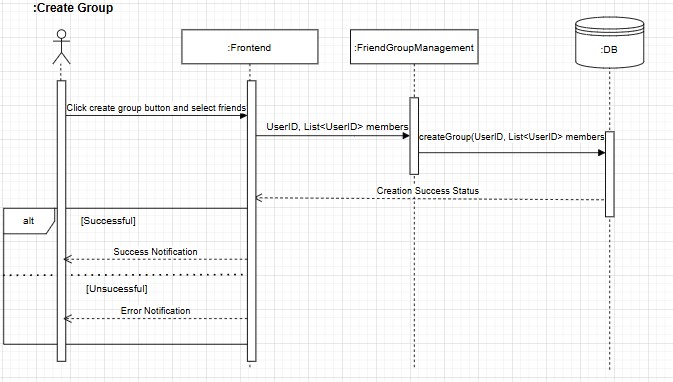 :Create Group
:Frontend
:FriendGroupManagement
:DB
Click create group button and select friends
UserID, List<UserID> members
createGroup(UserID, List<UserID> members
Creation Success Status
alt
[Successful]
Success Notification
[Unsucessful]
Error Notification